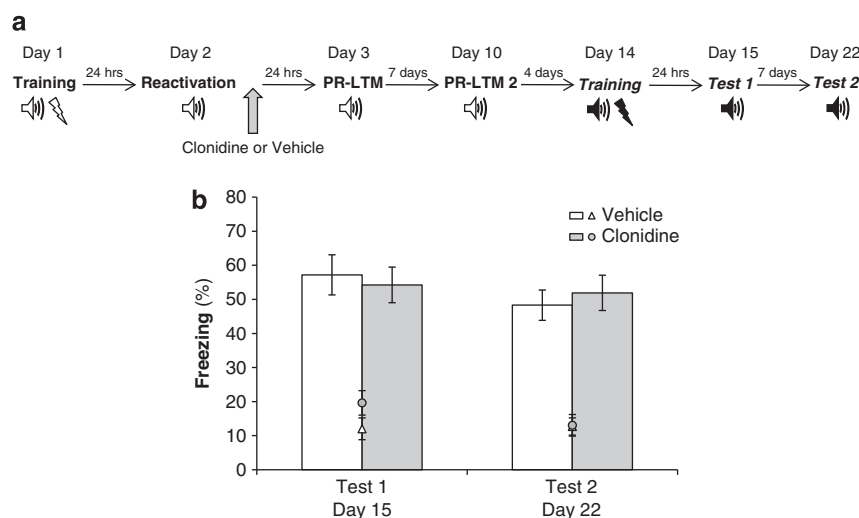 a
Day 1 Day 2 Day 3 Day 10 Day 14 Day 15 Day 22
Training 24 hrs Reactivation 24 hrs PR-LTM 7 days PR-LTM 2 4 days Training 24 hrs Test 1 7 days Test 2
Clonidine or Vehicle
b
80
70
60
50
40
30
20
10
0
Freezing (%)
Vehicle
Clonidine
Test 1 Test 2
Day 15 Day 22